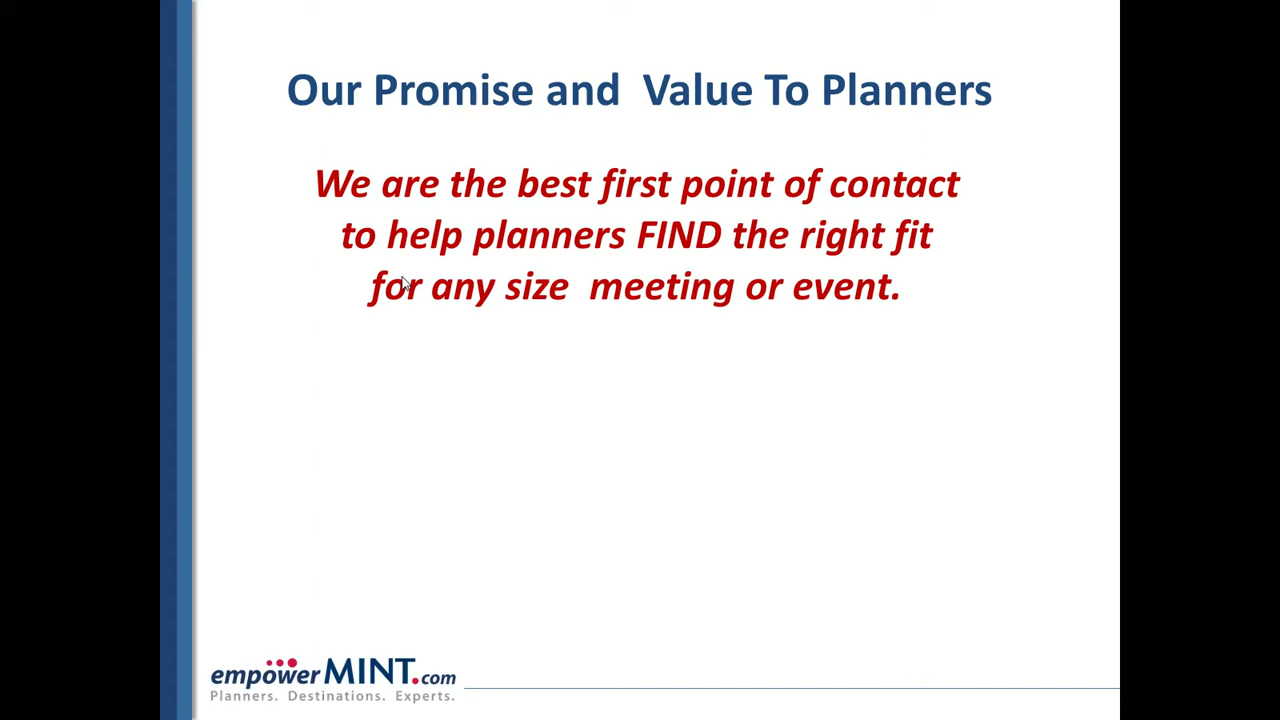 Our Promise and  Value To Planners
We are the best first point of contact
to help planners FIND the right fit
for any size  meeting or event.
empowerMINT.com
Planners. Destinations. Experts.